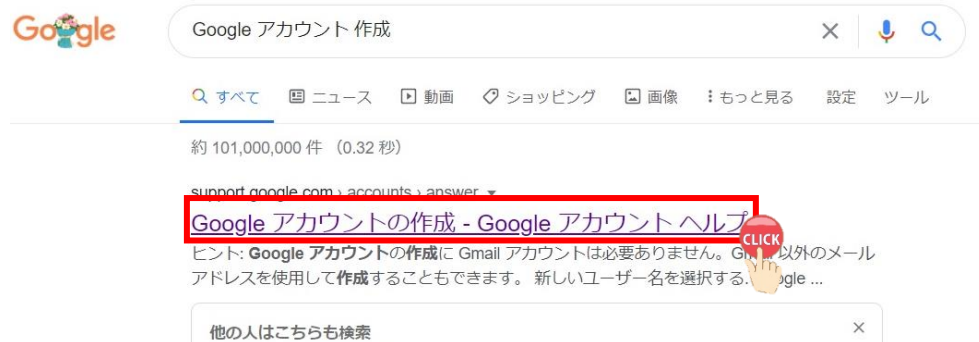 Google
Google アカウント 作成
すべて ニュース 動画 ショッピング 画像 もっと見る 設定 ツール
約 101,000,000 件 （0.32 秒）
support.google.com › accounts › answer
Google アカウントの作成 - Google アカウント ヘルプ
CLICK
ヒント: Google アカウントの作成に Gmail アカウントは必要ありません。 以外のメール
アドレスを使用して作成することもできます。 新しいユーザー名を選択する. ...
他の人はこちらも検索